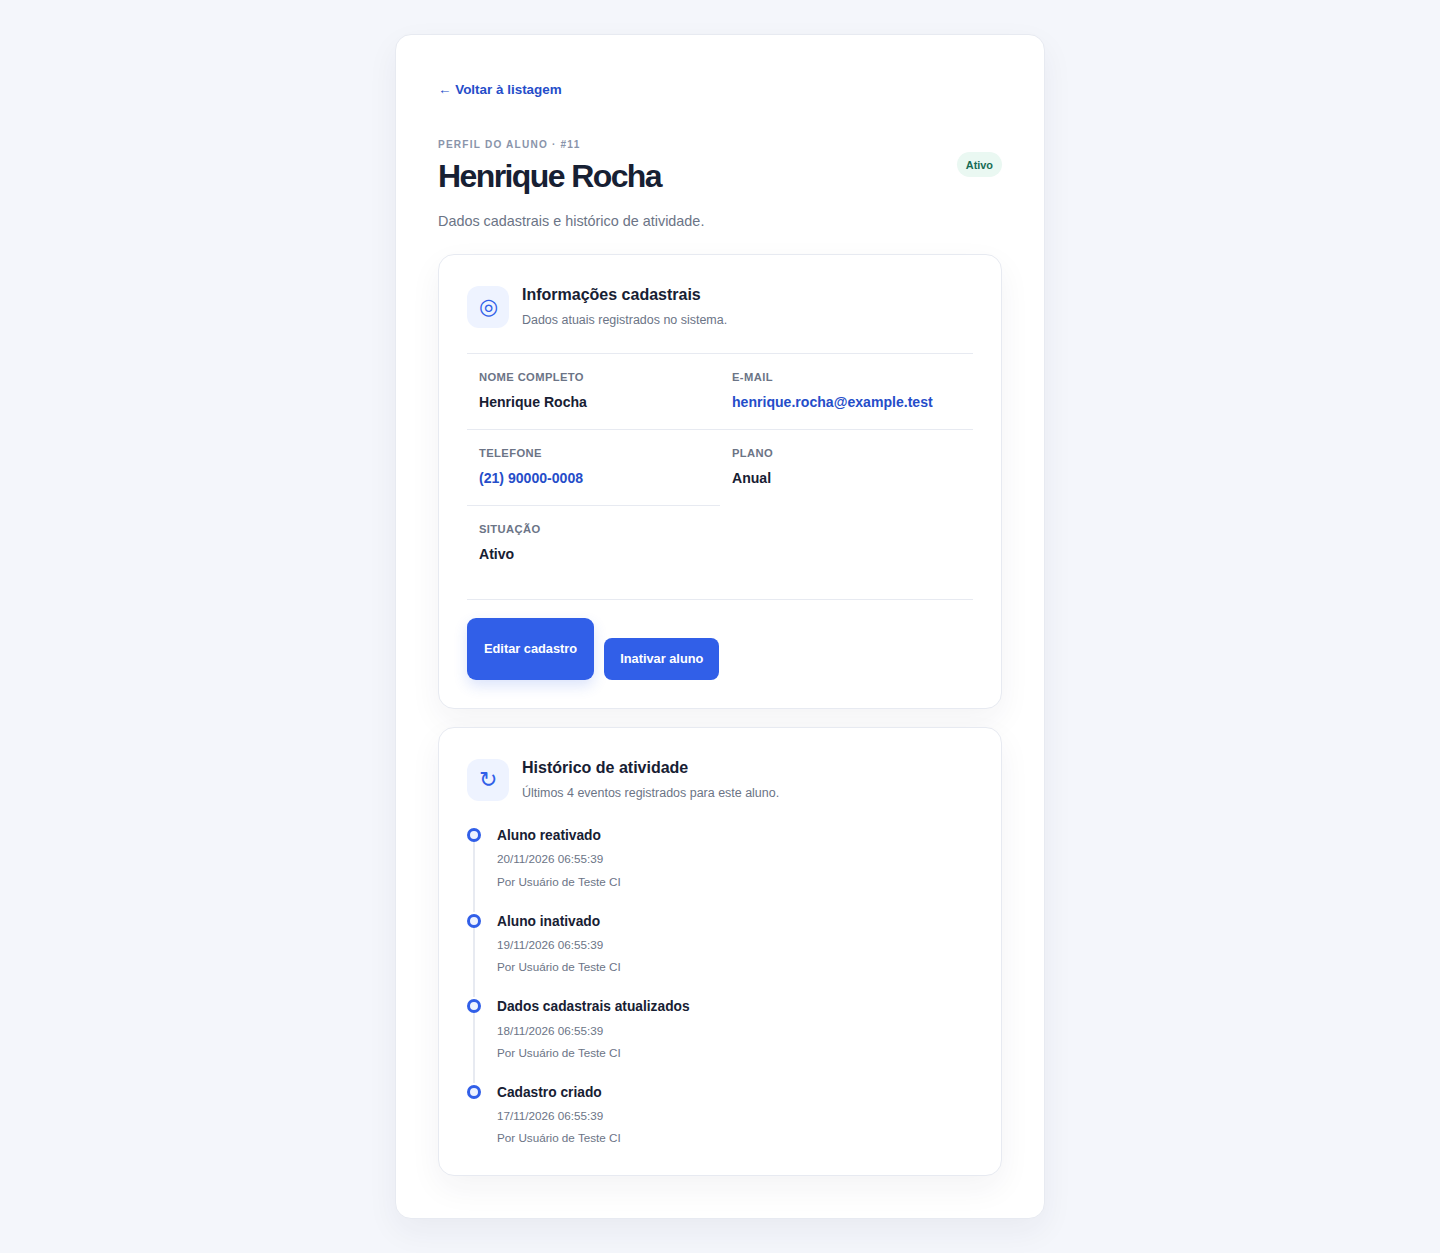 ← Voltar à listagem
PERFIL DO ALUNO · #11
Henrique Rocha
Ativo
Dados cadastrais e histórico de atividade.
Informações cadastrais
Dados atuais registrados no sistema.
NOME COMPLETO
Henrique Rocha
E-MAIL
henrique.rocha@example.test
TELEFONE
(21) 90000-0008
PLANO
Anual
SITUAÇÃO
Ativo
Editar cadastro
Inativar aluno
Histórico de atividade
Últimos 4 eventos registrados para este aluno.
Aluno reativado
20/11/2026 06:55:39
Por Usuário de Teste CI
Aluno inativado
19/11/2026 06:55:39
Por Usuário de Teste CI
Dados cadastrais atualizados
18/11/2026 06:55:39
Por Usuário de Teste CI
Cadastro criado
17/11/2026 06:55:39
Por Usuário de Teste CI